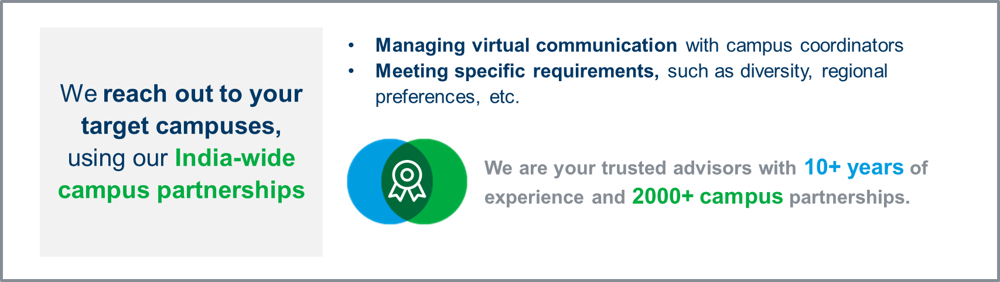 We reach out to your
target campuses,
using our India-wide
campus partnerships
• Managing virtual communication with campus coordinators
• Meeting specific requirements, such as diversity, regional
preferences, etc.
We are your trusted advisors with 10+ years of
experience and 2000+ campus partnerships.